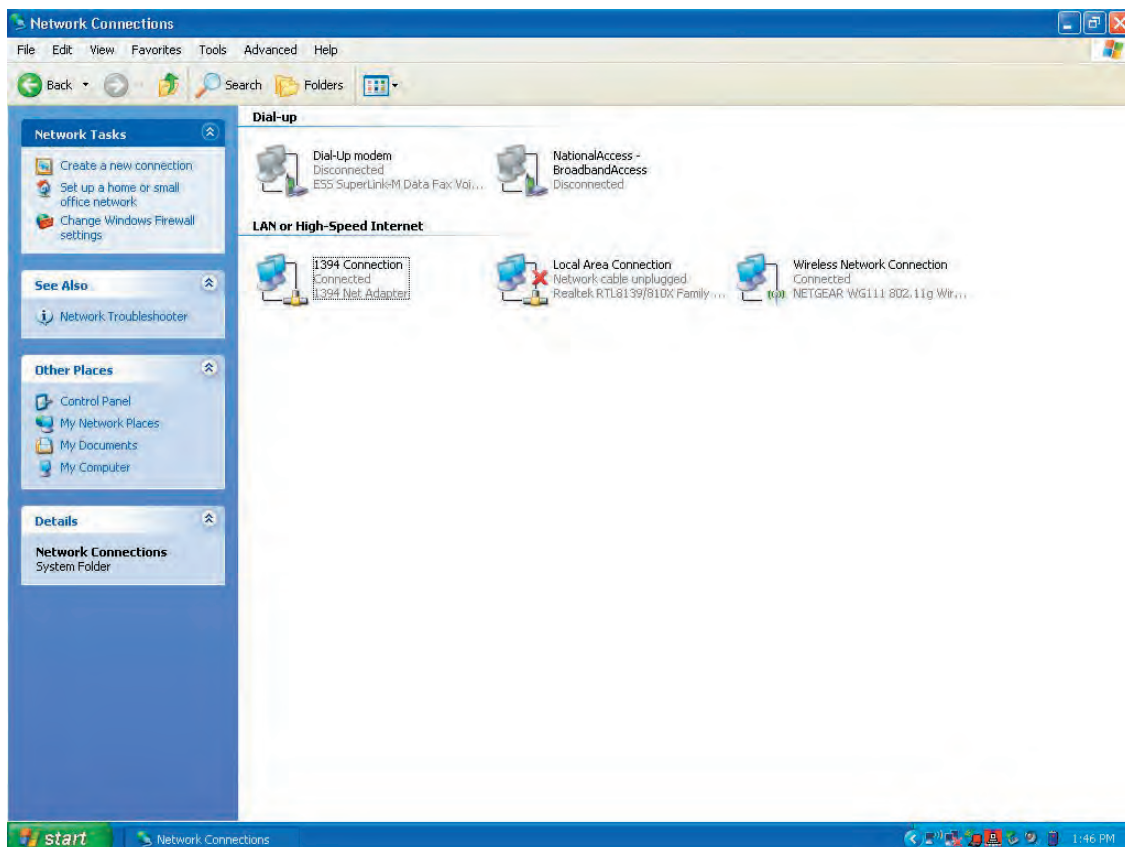 Network Connections
File Edit View Favorites Tools Advanced Help
Back Search Folders
Network Tasks
Create a new connection
Set up a home or small
office network
Change Windows Firewall
settings
See Also
Network Troubleshooter
Other Places
Control Panel
My Network Places
My Documents
My Computer
Details
Network Connections
System Folder
Dial-up
Dial-Up modem
Disconnected
ESS SuperLink-M Data Fax Voi...
NationalAccess -
BroadbandAccess
Disconnected
LAN or High-Speed Internet
1394 Connection
Connected
1394 Net Adapter
Local Area Connection
Network cable unplugged
Realtek RTL8139/810X Family ...
Wireless Network Connection
Connected
NETGEAR WG111 802.11g Wir...
start Network Connections 1:46 PM